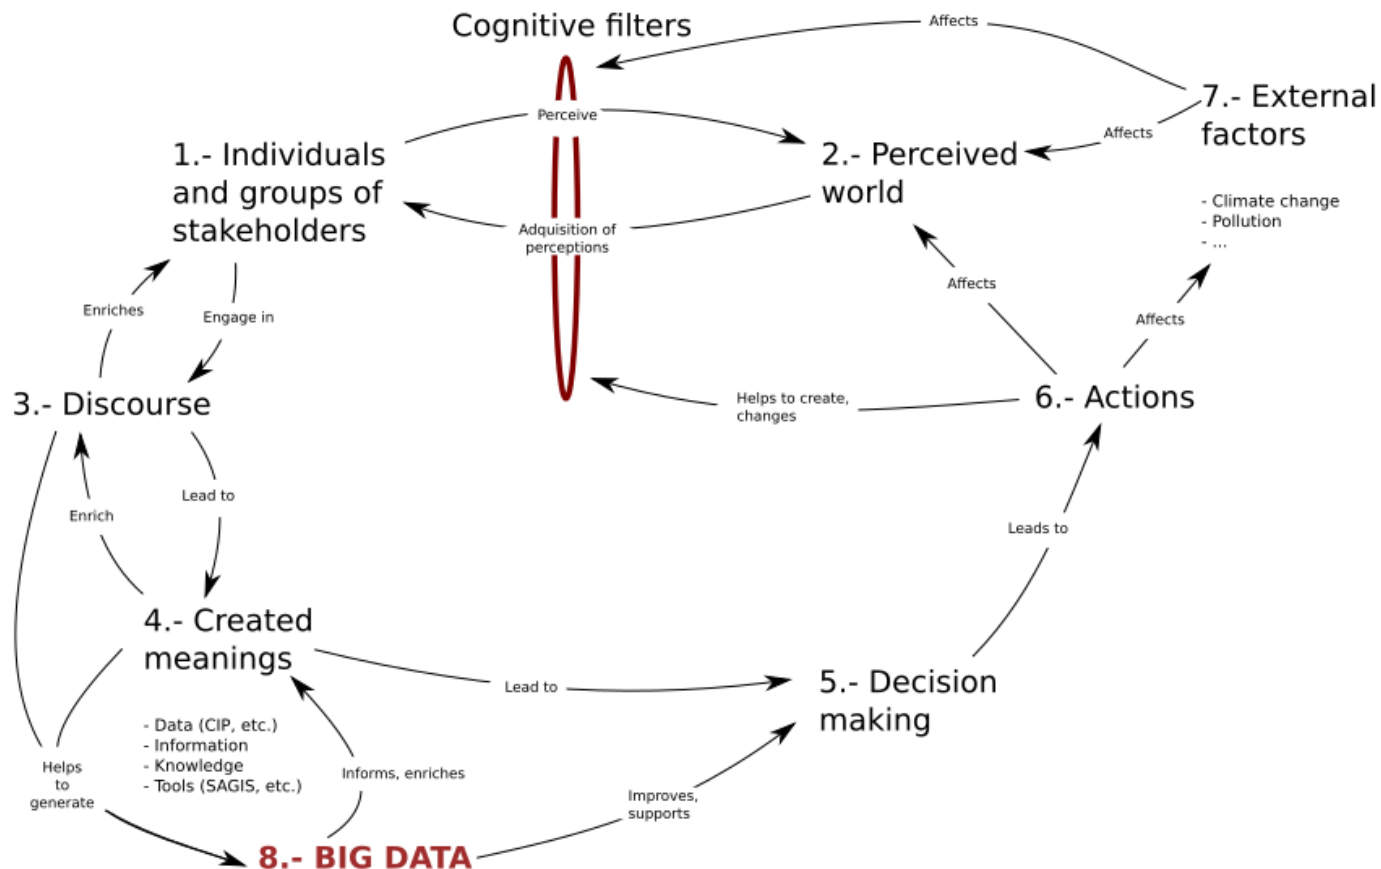 Cognitive filters
Affects
7.- External
factors
Perceive
Affects
1.- Individuals
and groups of
stakeholders
2.- Perceived
world
- Climate change
- Pollution
- ...
Adquisition of
perceptions
Affects
Enriches
Engage in
Affects
3.- Discourse
Helps to create,
changes
6.- Actions
Lead to
Enrich
Leads to
4.- Created
meanings
Lead to
5.- Decision
making
- Data (CIP, etc.)
- Information
- Knowledge
- Tools (SAGIS, etc.)
Helps
to
generate
Informs, enriches
Improves,
supports
8.- BIG DATA